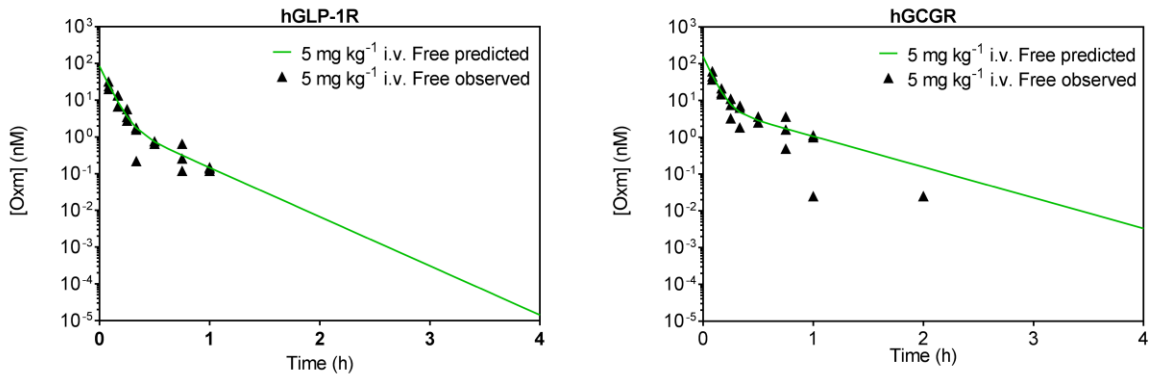 hGLP-1R
[Oxm] (nM)
10³
10²
10¹
10⁰
10⁻¹
10⁻²
10⁻³
10⁻⁴
10⁻⁵
5 mg kg⁻¹ i.v. Free predicted
5 mg kg⁻¹ i.v. Free observed
0 1 2 3 4
Time (h)
hGCGR
[Oxm] (nM)
10³
10²
10¹
10⁰
10⁻¹
10⁻²
10⁻³
10⁻⁴
10⁻⁵
5 mg kg⁻¹ i.v. Free predicted
5 mg kg⁻¹ i.v. Free observed
0 1 2 3 4
Time (h)